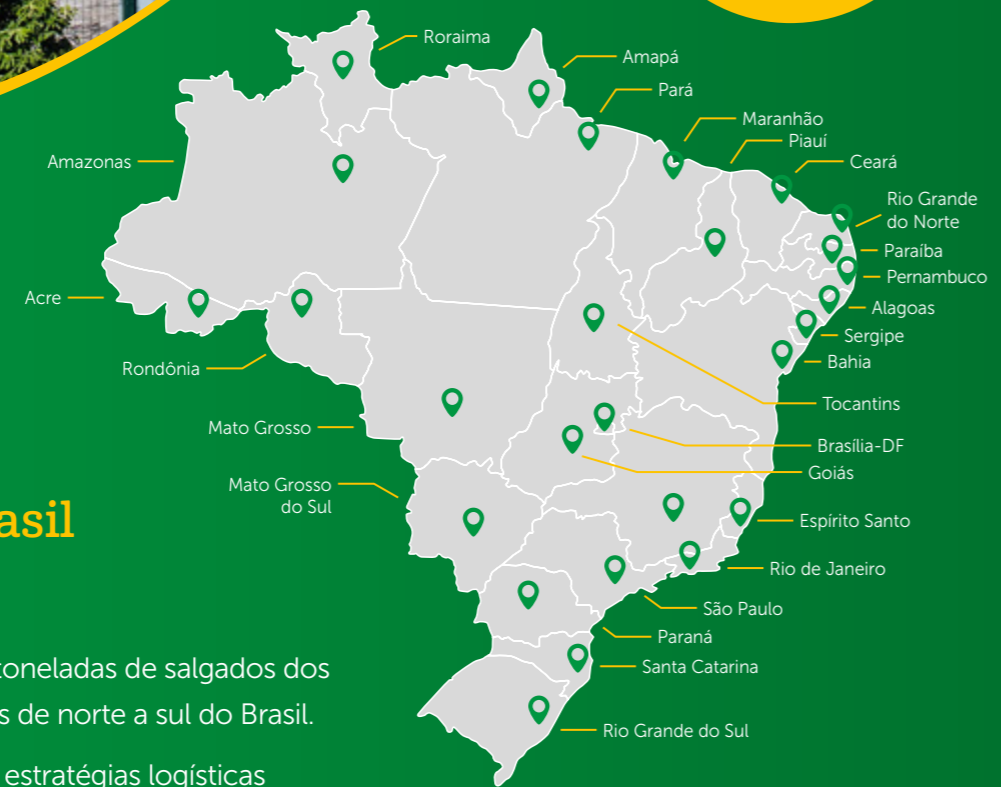 Roraima
Amapá
Pará
Maranhão
Piauí
Ceará
Amazonas
Rio Grande
do Norte
Paraíba
Pernambuco
Acre
Alagoas
Sergipe
Bahia
Rondônia
Tocantins
Mato Grosso
Brasília-DF
Goiás
Mato Grosso
do Sul
asil
Espírito Santo
Rio de Janeiro
São Paulo
Paraná
Santa Catarina
toneladas de salgados dos
s de norte a sul do Brasil.
Rio Grande do Sul
estratégias logísticas